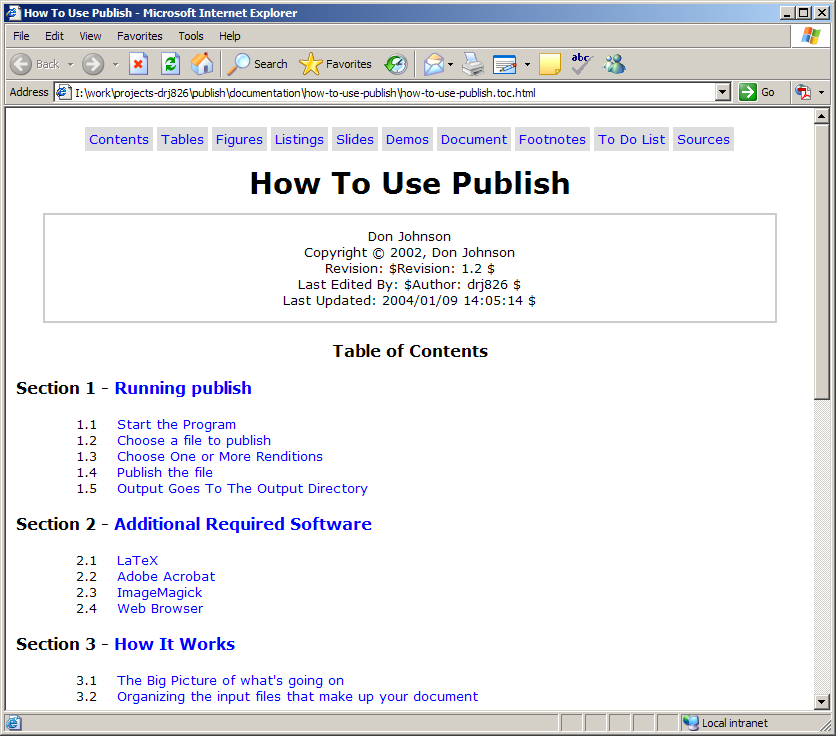 How To Use Publish - Microsoft Internet Explorer
File Edit View Favorites Tools Help
Back Search Favorites abc
Address I:\work\projects-drj826\publish\documentation\how-to-use-publish\how-to-use-publish.toc.html Go
Contents Tables Figures Listings Slides Demos Document Footnotes To Do List Sources
How To Use Publish
Don Johnson
Copyright © 2002, Don Johnson
Revision: $Revision: 1.2 $
Last Edited By: $Author: drj826 $
Last Updated: 2004/01/09 14:05:14 $
Table of Contents
Section 1 - Running publish
1.1 Start the Program
1.2 Choose a file to publish
1.3 Choose One or More Renditions
1.4 Publish the file
1.5 Output Goes To The Output Directory
Section 2 - Additional Required Software
2.1 LaTeX
2.2 Adobe Acrobat
2.3 ImageMagick
2.4 Web Browser
Section 3 - How It Works
3.1 The Big Picture of what's going on
3.2 Organizing the input files that make up your document
Local intranet